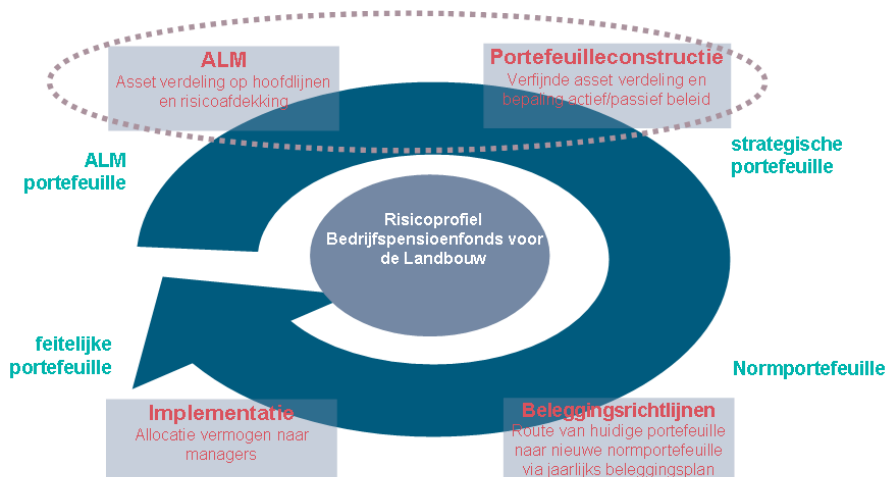 ALM
Asset verdeling op hoofdlijnen
en risicoafdekking
Portefeuilleconstructie
Verfijnde asset verdeling en
bepaling actief/passief beleid
ALM
portefeuille
strategische
portefeuille
Risicoprofiel
Bedrijfspensioenfonds voor
de Landbouw
feitelijke
portefeuille
Normportefeuille
Implementatie
Allocatie vermogen naar
managers
Beleggingsrichtlijnen
Route van huidige portefeuille
naar nieuwe normportefeuille
via jaarlijks beleggingsplan